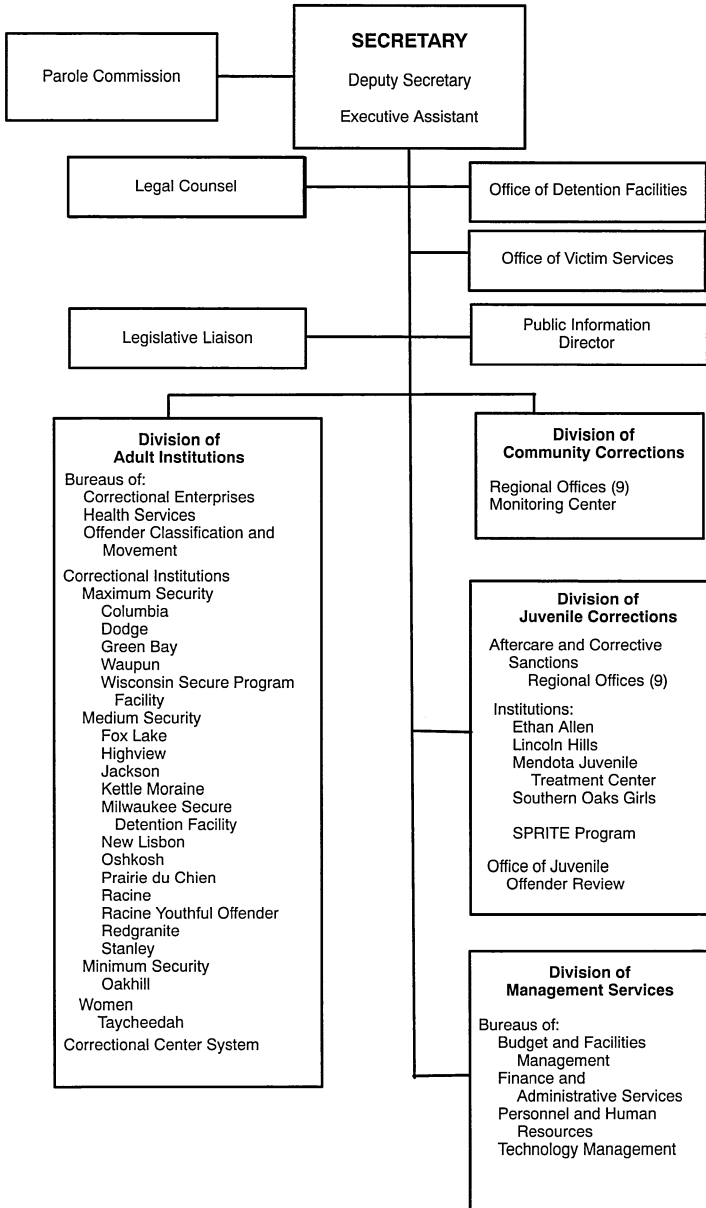 Parole Commission
SECRETARY
Deputy Secretary
Executive Assistant
Legal Counsel
Office of Detention Facilities
Office of Victim Services
Legislative Liaison
Public Information
Director
Division of
Adult Institutions
Bureaus of:
Correctional Enterprises
Health Services
Offender Classification and
Movement
Correctional Institutions
Maximum Security
Columbia
Dodge
Green Bay
Waupun
Wisconsin Secure Program
Facility
Medium Security
Fox Lake
Highview
Jackson
Kettle Moraine
Milwaukee Secure
Detention Facility
New Lisbon
Oshkosh
Prairie du Chien
Racine
Racine Youthful Offender
Redgranite
Stanley
Minimum Security
Oakhill
Women
Taycheedah
Correctional Center System
Division of
Community Corrections
Regional Offices (9)
Monitoring Center
Division of
Juvenile Corrections
Aftercare and Corrective
Sanctions
Regional Offices (9)
Institutions:
Ethan Allen
Lincoln Hills
Mendota Juvenile
Treatment Center
Southern Oaks Girls
SPRITE Program
Office of Juvenile
Offender Review
Division of
Management Services
Bureaus of:
Budget and Facilities
Management
Finance and
Administrative Services
Personnel and Human
Resources
Technology Management